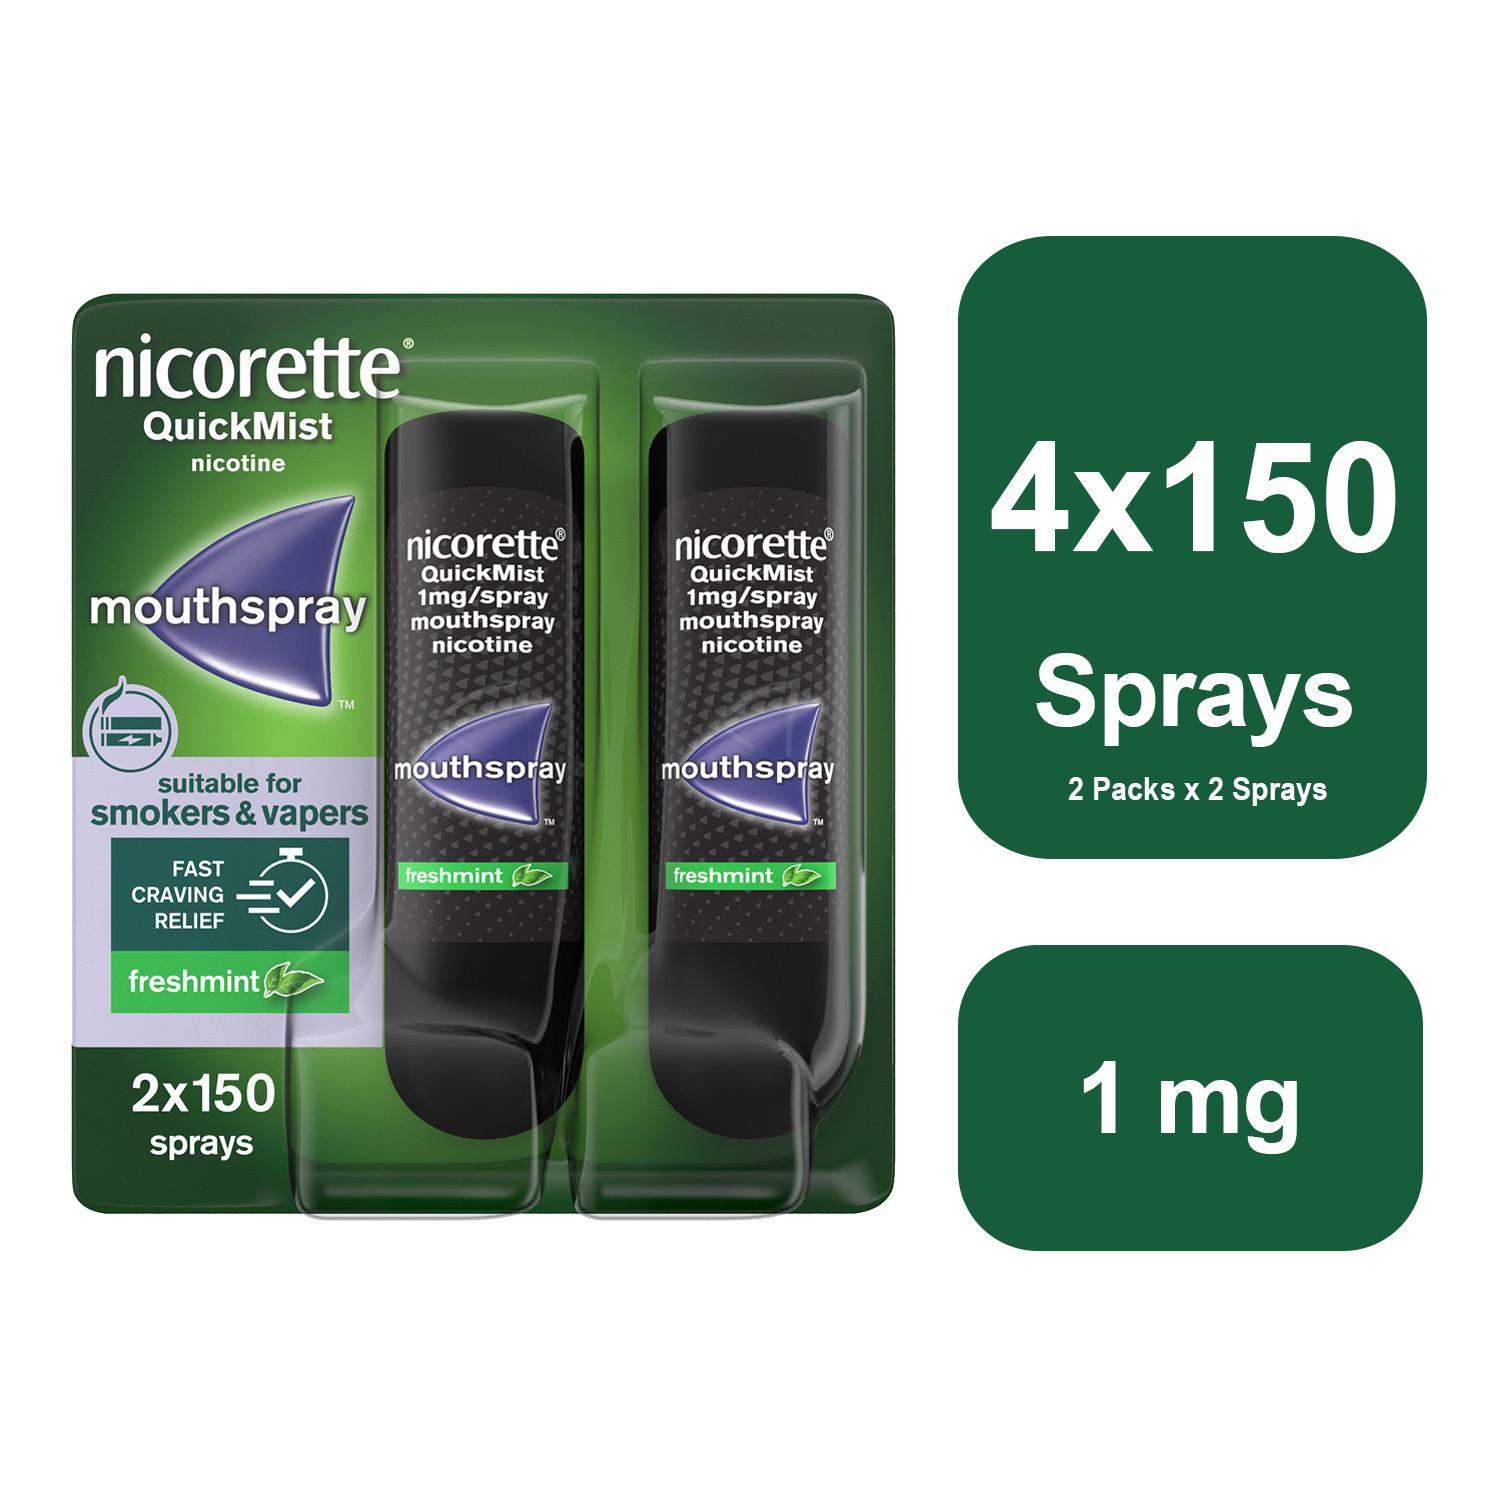 nicorette®
QuickMist
nicotine
mouthspray
™
suitable for
smokers & vapers
FAST
CRAVING
RELIEF
freshmint
2x150
sprays
nicorette®
QuickMist
1mg/spray
mouthspray
nicotine
mouthspray
™
freshmint
nicorette®
QuickMist
1mg/spray
mouthspray
nicotine
mouthspray
™
freshmint
4x150
Sprays
2 Packs x 2 Sprays
1 mg